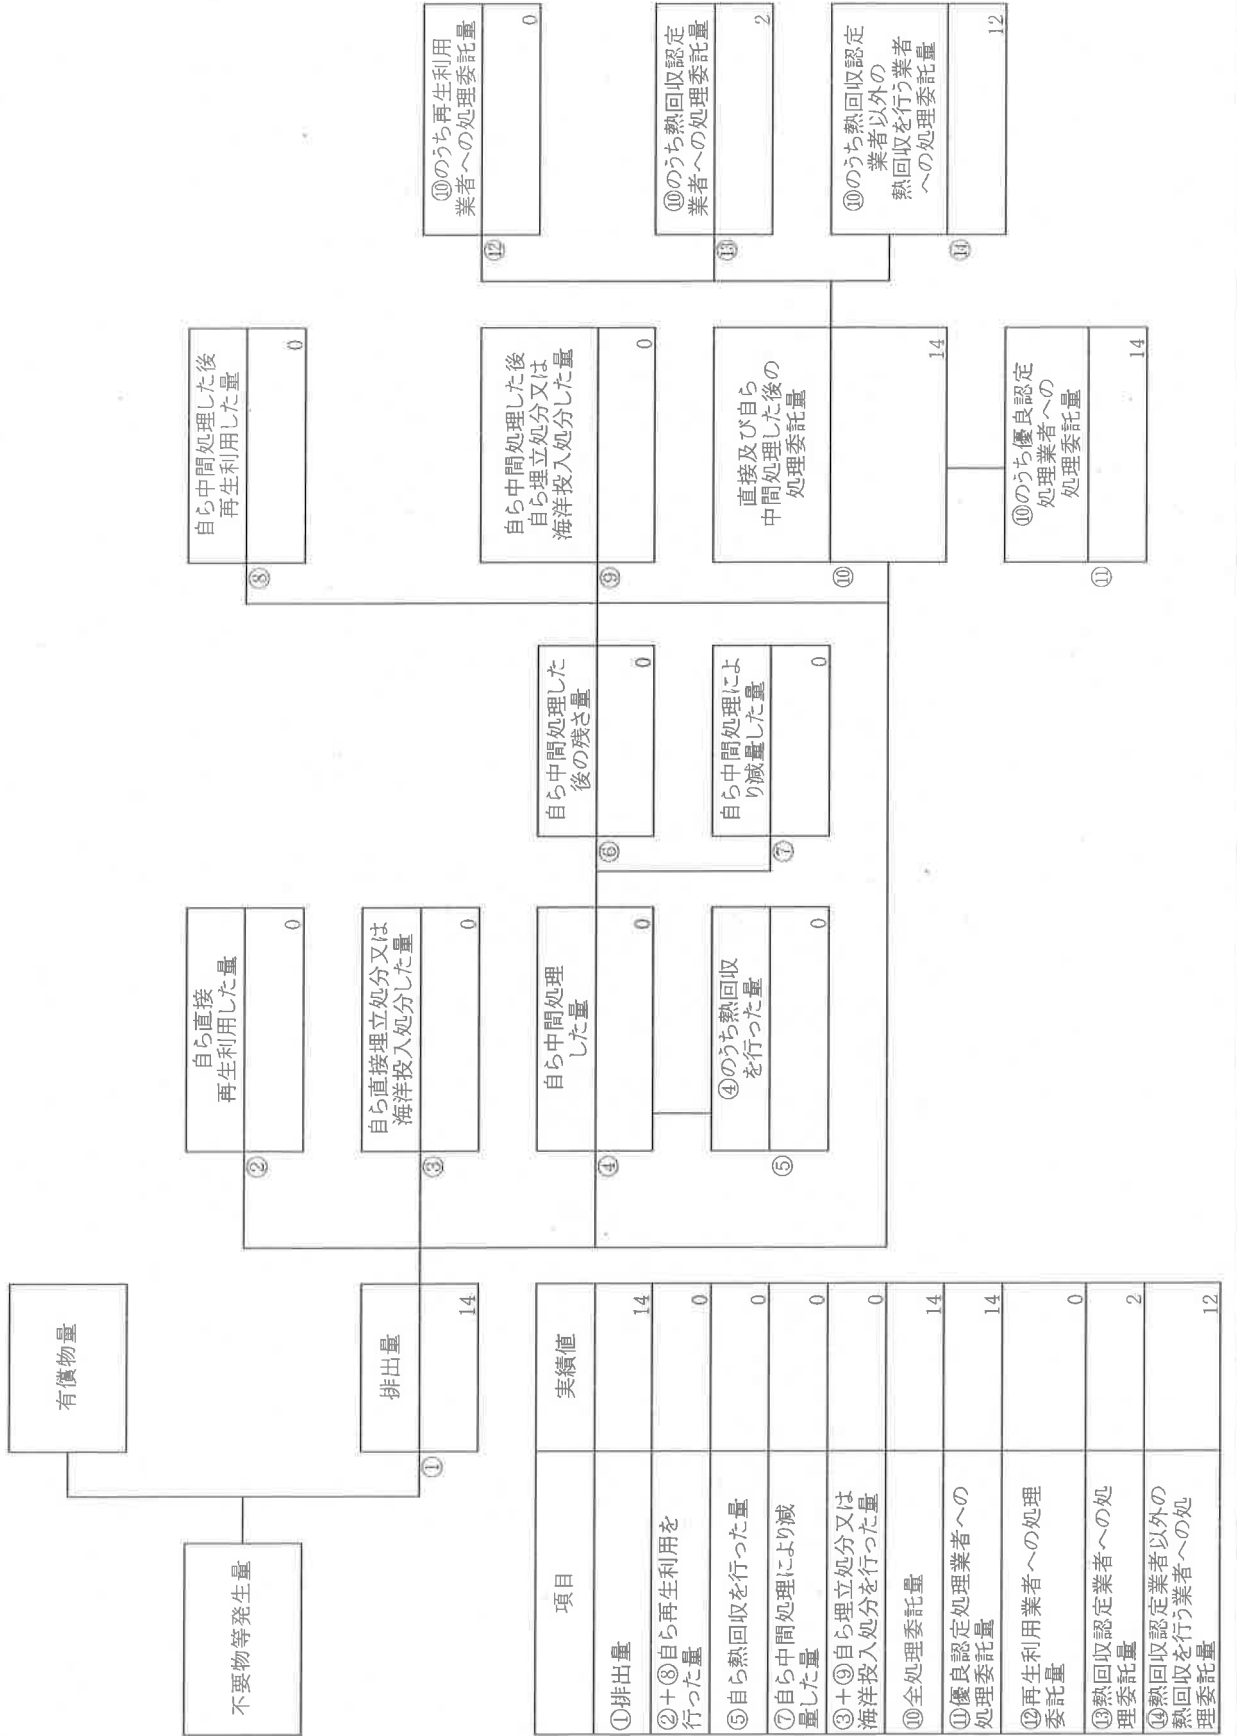 有償物量
不要物等発生量
①
排出量
14
②
自ら直接
再生利用した量
0
③
自ら直接埋立処分又は
海洋投入処分した量
0
④
自ら中間処理
した量
0
⑤
④のうち熱回収
を行った量
0
⑥
自ら中間処理した
後の残さ量
0
⑦
自ら中間処理によ
り減量した量
0
⑧
自ら中間処理した後
再生利用した量
0
⑨
自ら中間処理した後
自ら埋立処分又は
海洋投入処分した量
0
⑩
直接及び自ら
中間処理した後の
処理委託量
14
⑪
⑩のうち優良認定
処理業者への
処理委託量
14
⑫
⑩のうち再生利用
業者への処理委託量
0
⑬
⑩のうち熱回収認定
業者への処理委託量
2
⑭
⑩のうち熱回収認定
業者以外の
熱回収を行う業者
への処理委託量
12
項目 実績値
①排出量 14
②+⑧自ら再生利用を
行った量 0
⑤自ら熱回収を行った量 0
⑦自ら中間処理により減
量した量 0
③+⑨自ら埋立処分又は
海洋投入処分を行った量 0
⑩全処理委託量 14
⑪優良認定処理業者への
処理委託量 14
⑫再生利用業者への処理
委託量 0
⑬熱回収認定業者への処
理委託量 2
⑭熱回収認定業者以外の
熱回収を行う業者への処
理委託量 12